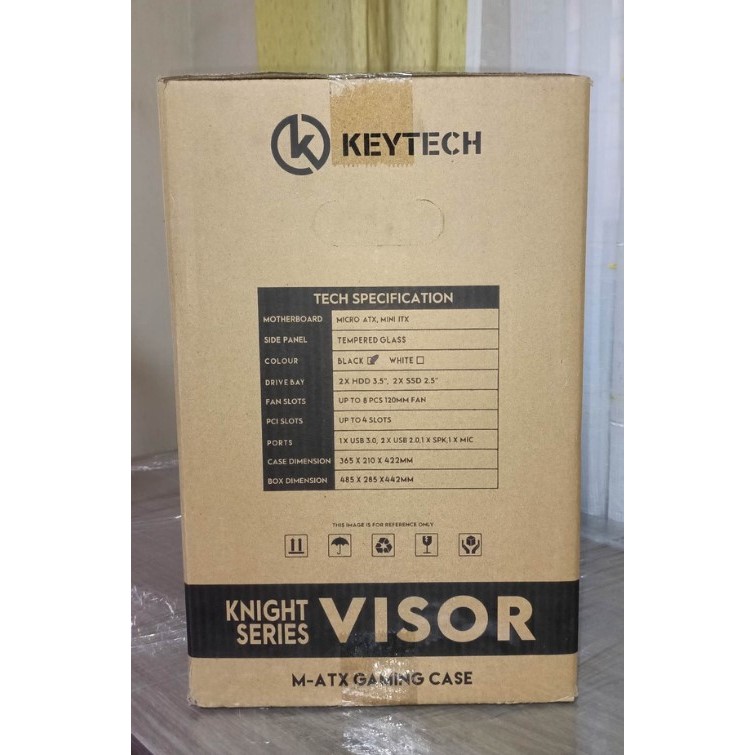 KEYTECH
TECH SPECIFICATION
MOTHERBOARD MICRO ATX, MINI ITX
SIDE PANEL TEMPERED GLASS
COLOUR BLACK WHITE
DRIVE BAY 2X HDD 3.5", 2X SSD 2.5"
FAN SLOTS UP TO 8 PCS 120MM FAN
PCI SLOTS UP TO 4 SLOTS
PORTS 1 X USB 3.0, 2 X USB 2.0,1 X SPK,1 X MIC
CASE DIMENSION 365 X 210 X 422MM
BOX DIMENSION 485 X 285 X442MM
THIS IMAGE IS FOR REFERENCE ONLY
KNIGHT SERIES VISOR
M-ATX GAMING CASE